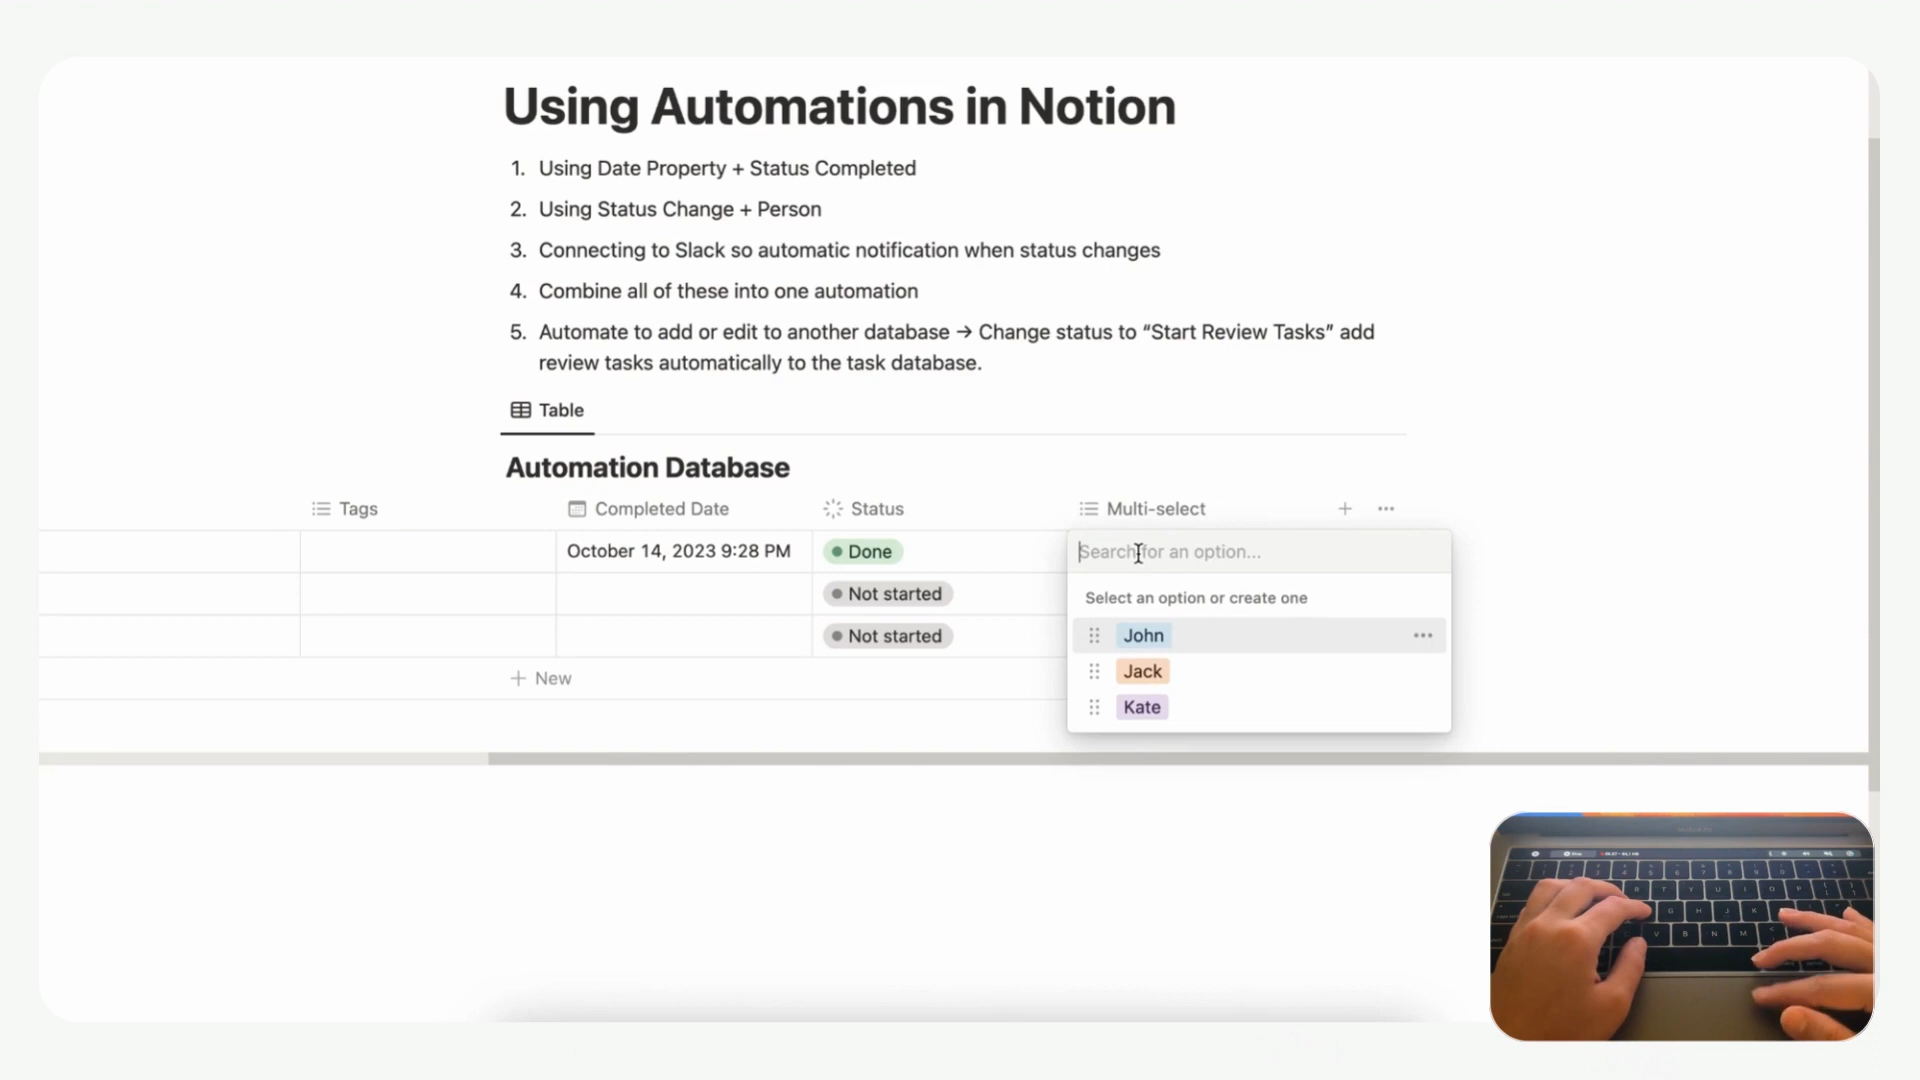 Using Automations in Notion
1. Using Date Property + Status Completed
2. Using Status Change + Person
3. Connecting to Slack so automatic notification when status changes
4. Combine all of these into one automation
5. Automate to add or edit to another database → Change status to “Start Review Tasks” add
review tasks automatically to the task database.
Table
Automation Database
Tags Completed Date Status Multi-select
October 14, 2023 9:28 PM Done Search for an option...
Not started
Select an option or create one
Not started
John
Jack
Kate
New